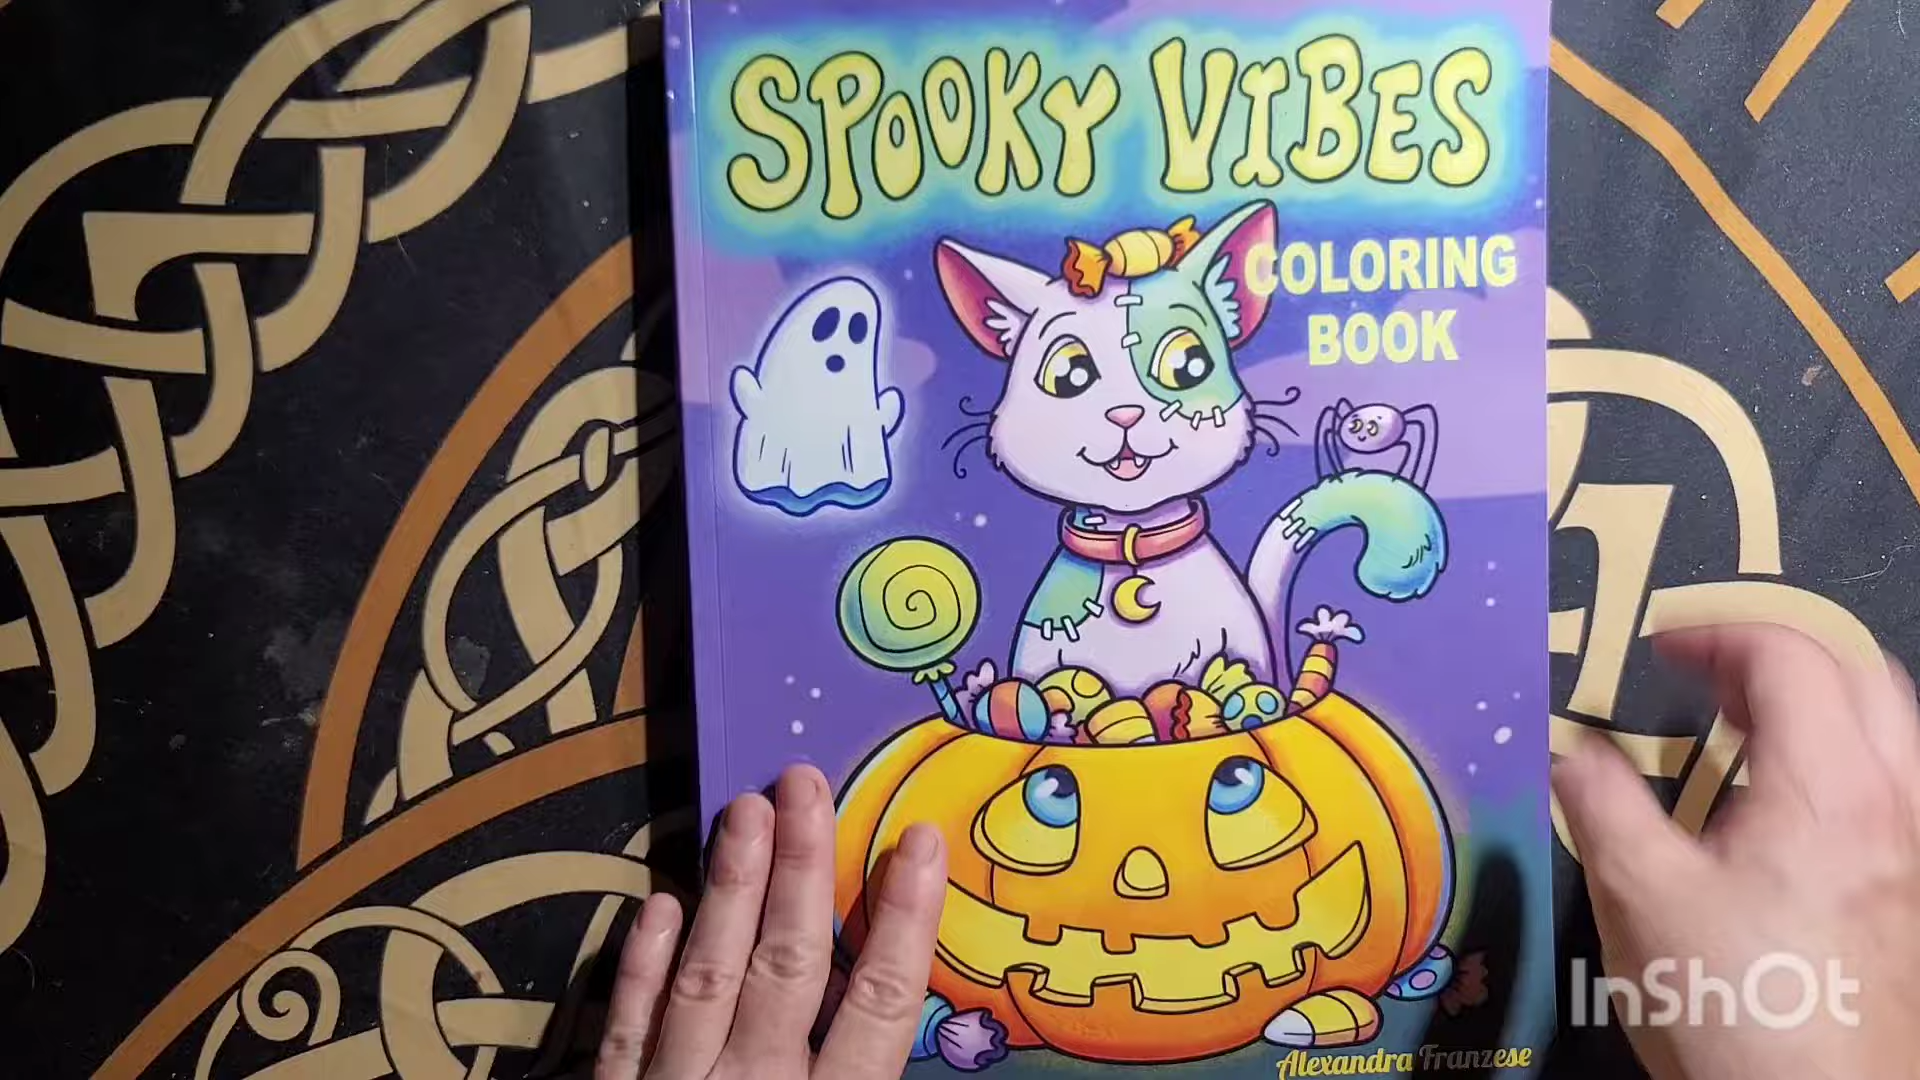 SPOOKY VIBES
COLORING
BOOK
Alexandra Franzese
InShOt